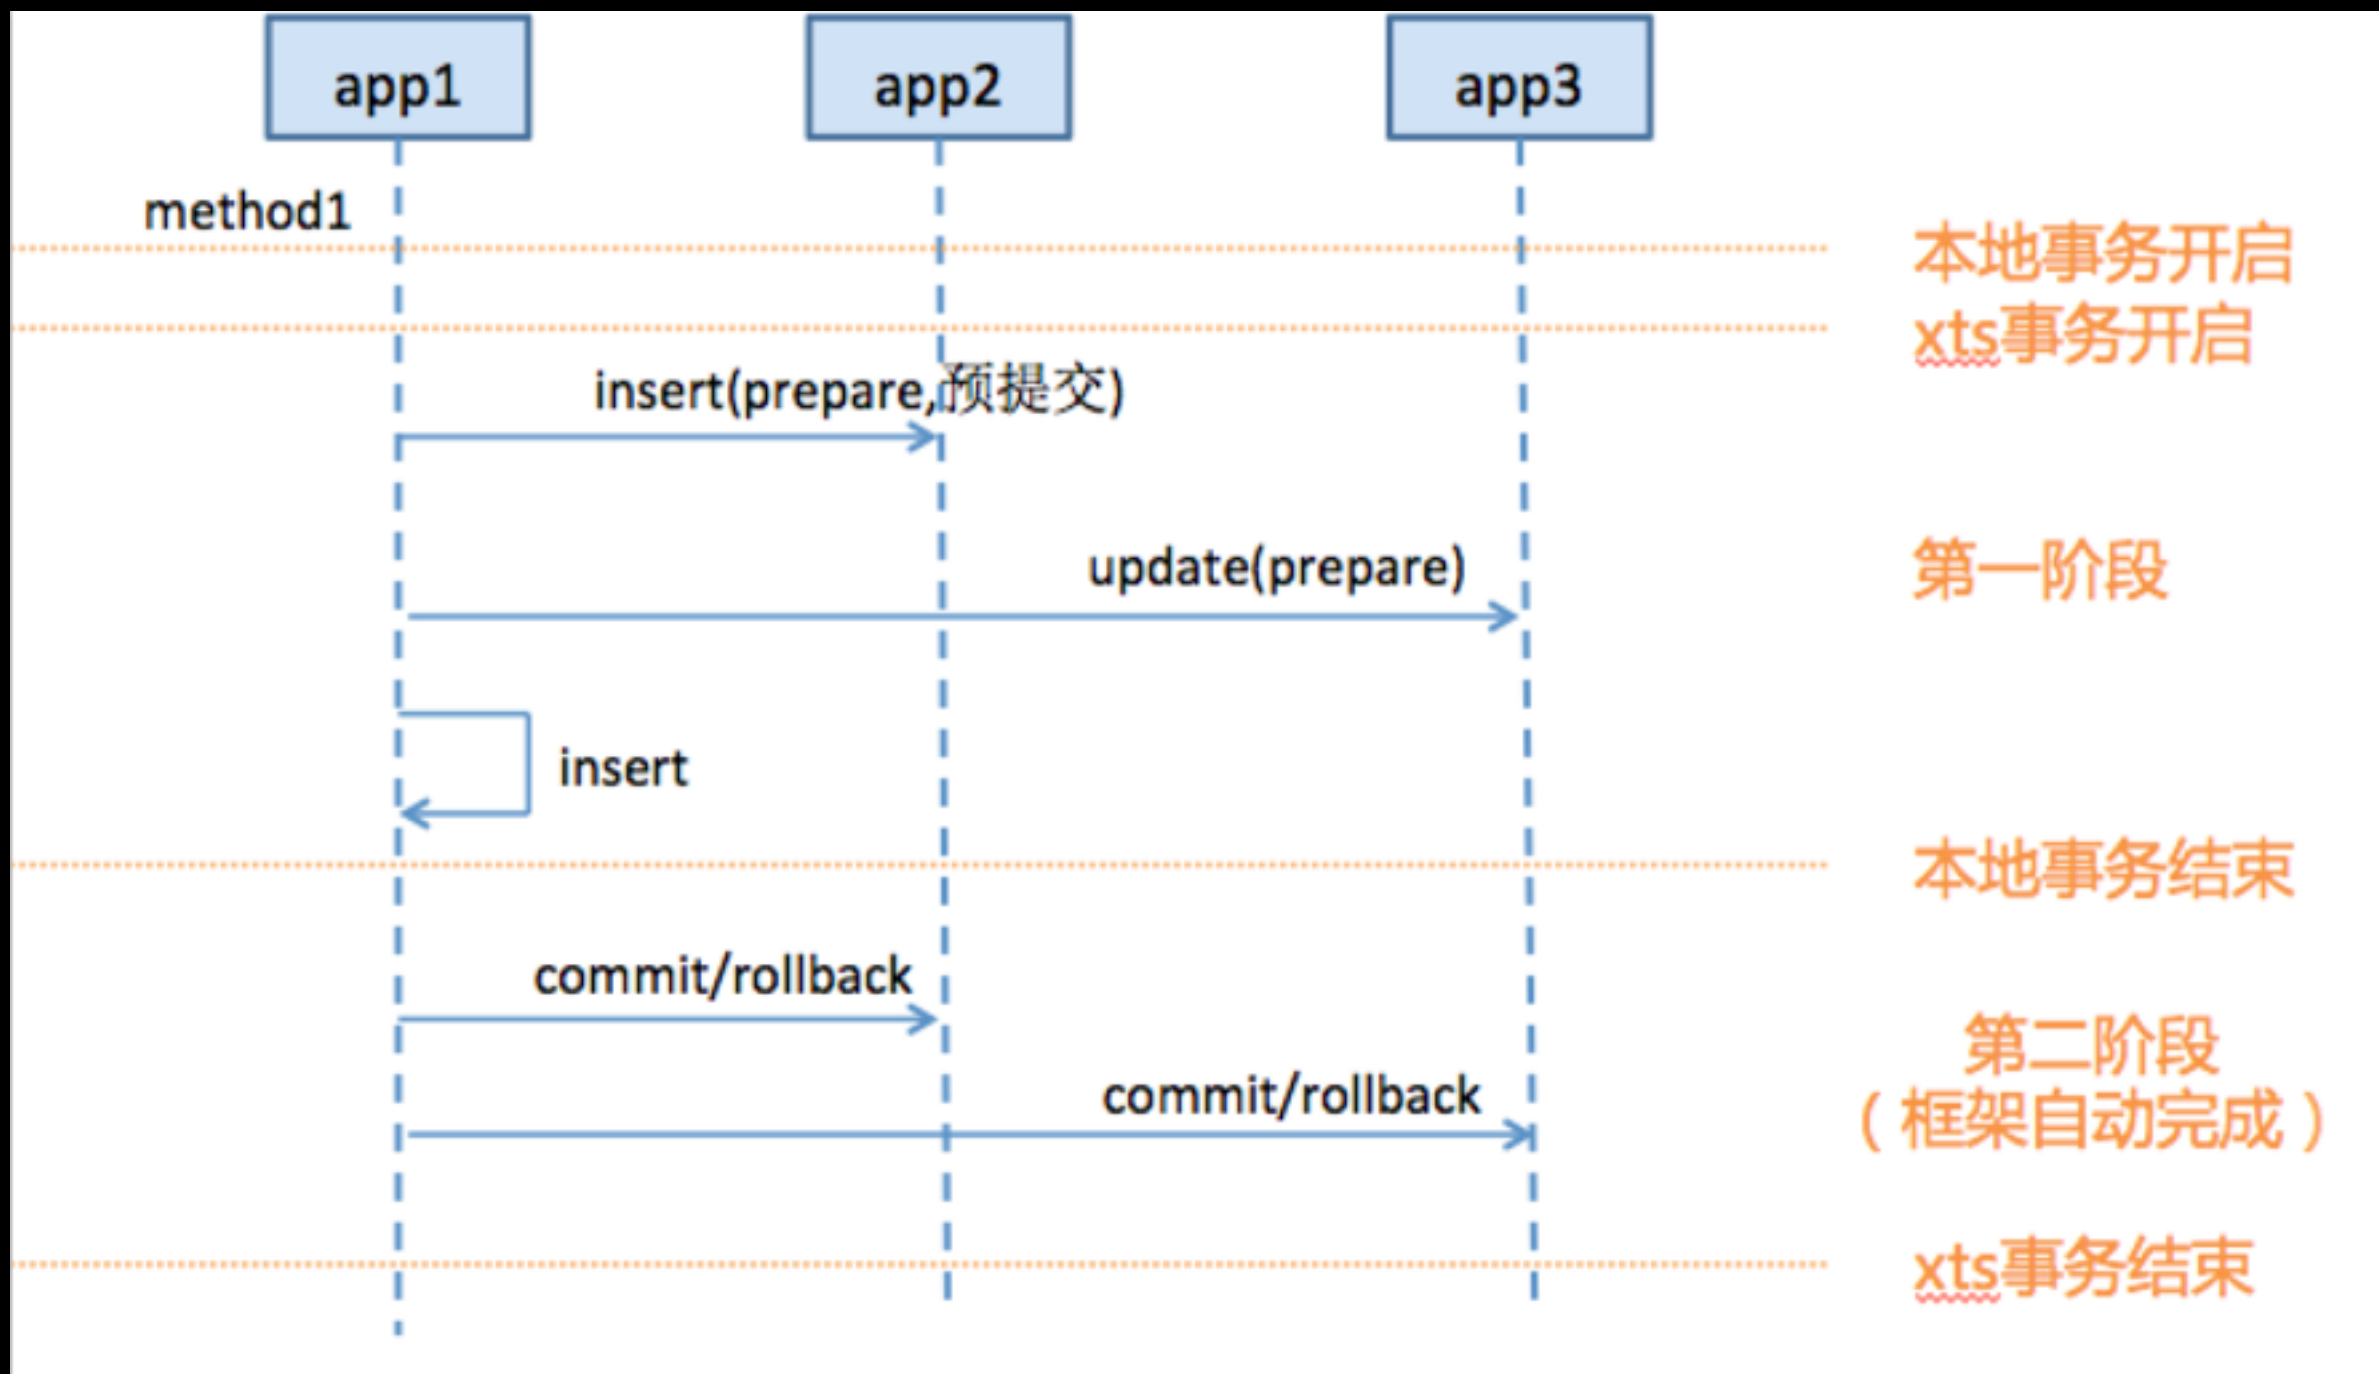 app1
app2
app3
method1
本地事务开启
xts事务开启
insert(prepare,预提交)
update(prepare)
第一阶段
insert
本地事务结束
commit/rollback
第二阶段
(框架自动完成)
commit/rollback
xts事务结束